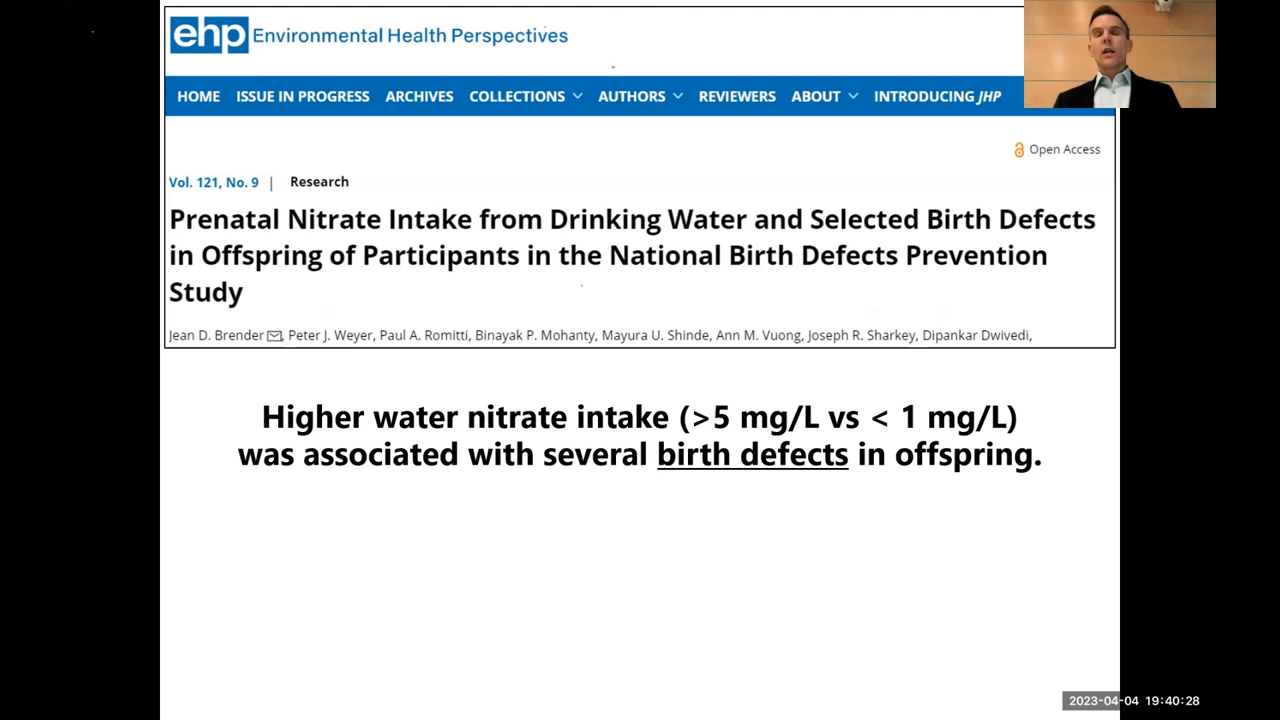 ehp Environmental Health Perspectives
HOME ISSUE IN PROGRESS ARCHIVES COLLECTIONS AUTHORS REVIEWERS ABOUT INTRODUCING JHP
Open Access
Vol. 121, No. 9 | Research
Prenatal Nitrate Intake from Drinking Water and Selected Birth Defects
in Offspring of Participants in the National Birth Defects Prevention
Study
Jean D. Brender, Peter J. Weyer, Paul A. Romitti, Binayak P. Mohanty, Mayura U. Shinde, Ann M. Vuong, Joseph R. Sharkey, Dipankar Dwivedi,
Higher water nitrate intake (>5 mg/L vs < 1 mg/L)
was associated with several birth defects in offspring.
2023-04-04 19:40:28